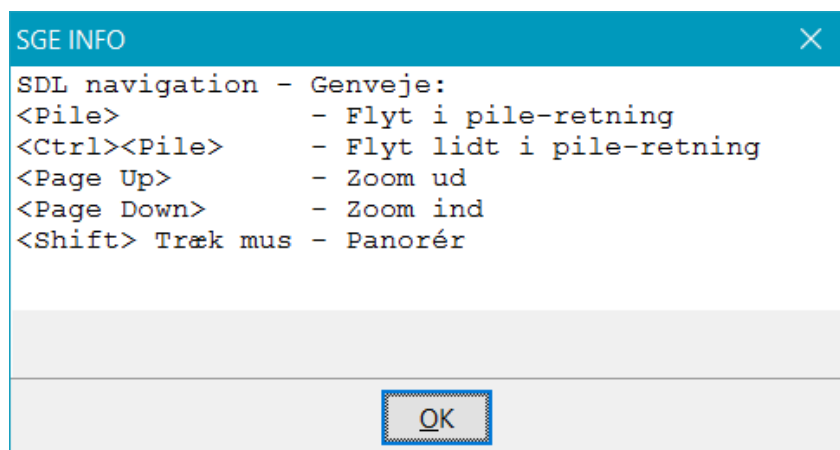 SGE INFO
SDL navigation - Genveje:
<Pile> - Flyt i pile-retning
<Ctrl><Pile> - Flyt lidt i pile-retning
<Page Up> - Zoom ud
<Page Down> - Zoom ind
<Shift> Træk mus - Panorér
OK